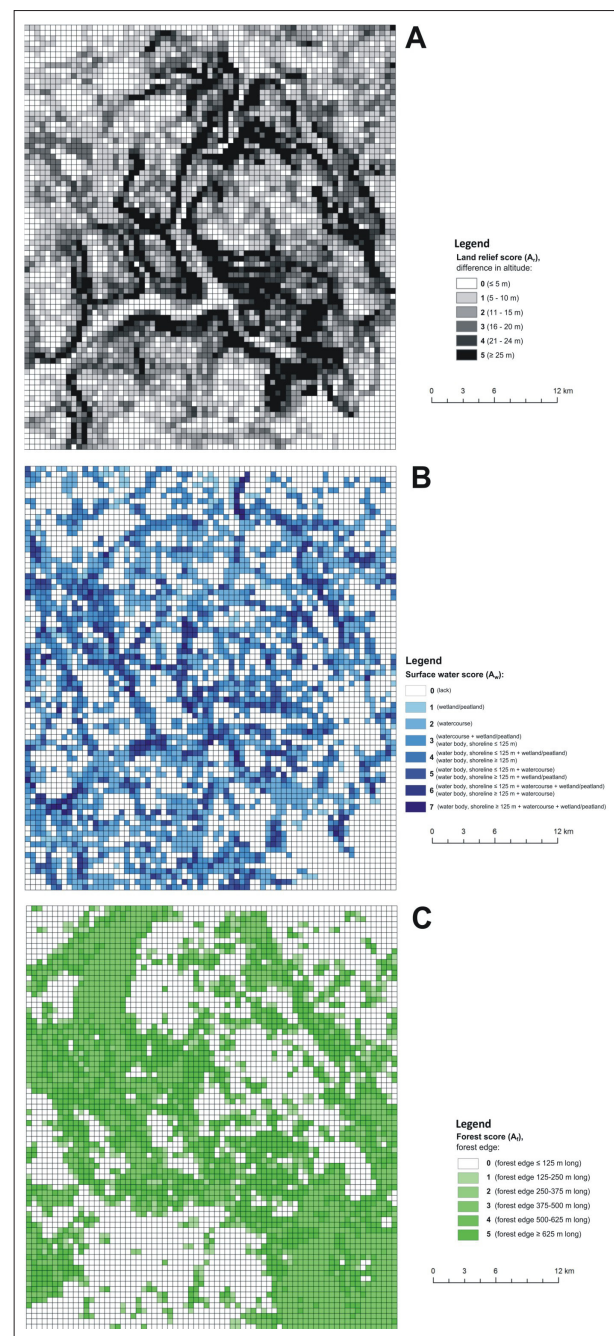 A
Legend
Land relief score (Aᵣ),
difference in altitude:
0 (≤ 5 m)
1 (5 - 10 m)
2 (11 - 15 m)
3 (16 - 20 m)
4 (21 - 24 m)
5 (≥ 25 m)
0 3 6 12 km
B
Legend
Surface water score (A𝘸):
0 (lack)
1 (wetland/peatland)
2 (watercourse)
3 (watercourse + wetland/peatland)
(water body, shoreline ≤ 125 m)
4 (water body, shoreline ≤ 125 m + wetland/peatland)
(water body, shoreline ≥ 125 m)
5 (water body, shoreline ≤ 125 m + watercourse)
(water body, shoreline ≥ 125 m + wetland/peatland)
6 (water body, shoreline ≤ 125 m + watercourse + wetland/peatland)
(water body, shoreline ≥ 125 m + watercourse)
7 (water body, shoreline ≥ 125 m + watercourse + wetland/peatland)
0 3 6 12 km
C
Legend
Forest score (A_f),
forest edge:
0 (forest edge ≤ 125 m long)
1 (forest edge 125-250 m long)
2 (forest edge 250-375 m long)
3 (forest edge 375-500 m long)
4 (forest edge 500-625 m long)
5 (forest edge ≥ 625 m long)
0 3 6 12 km